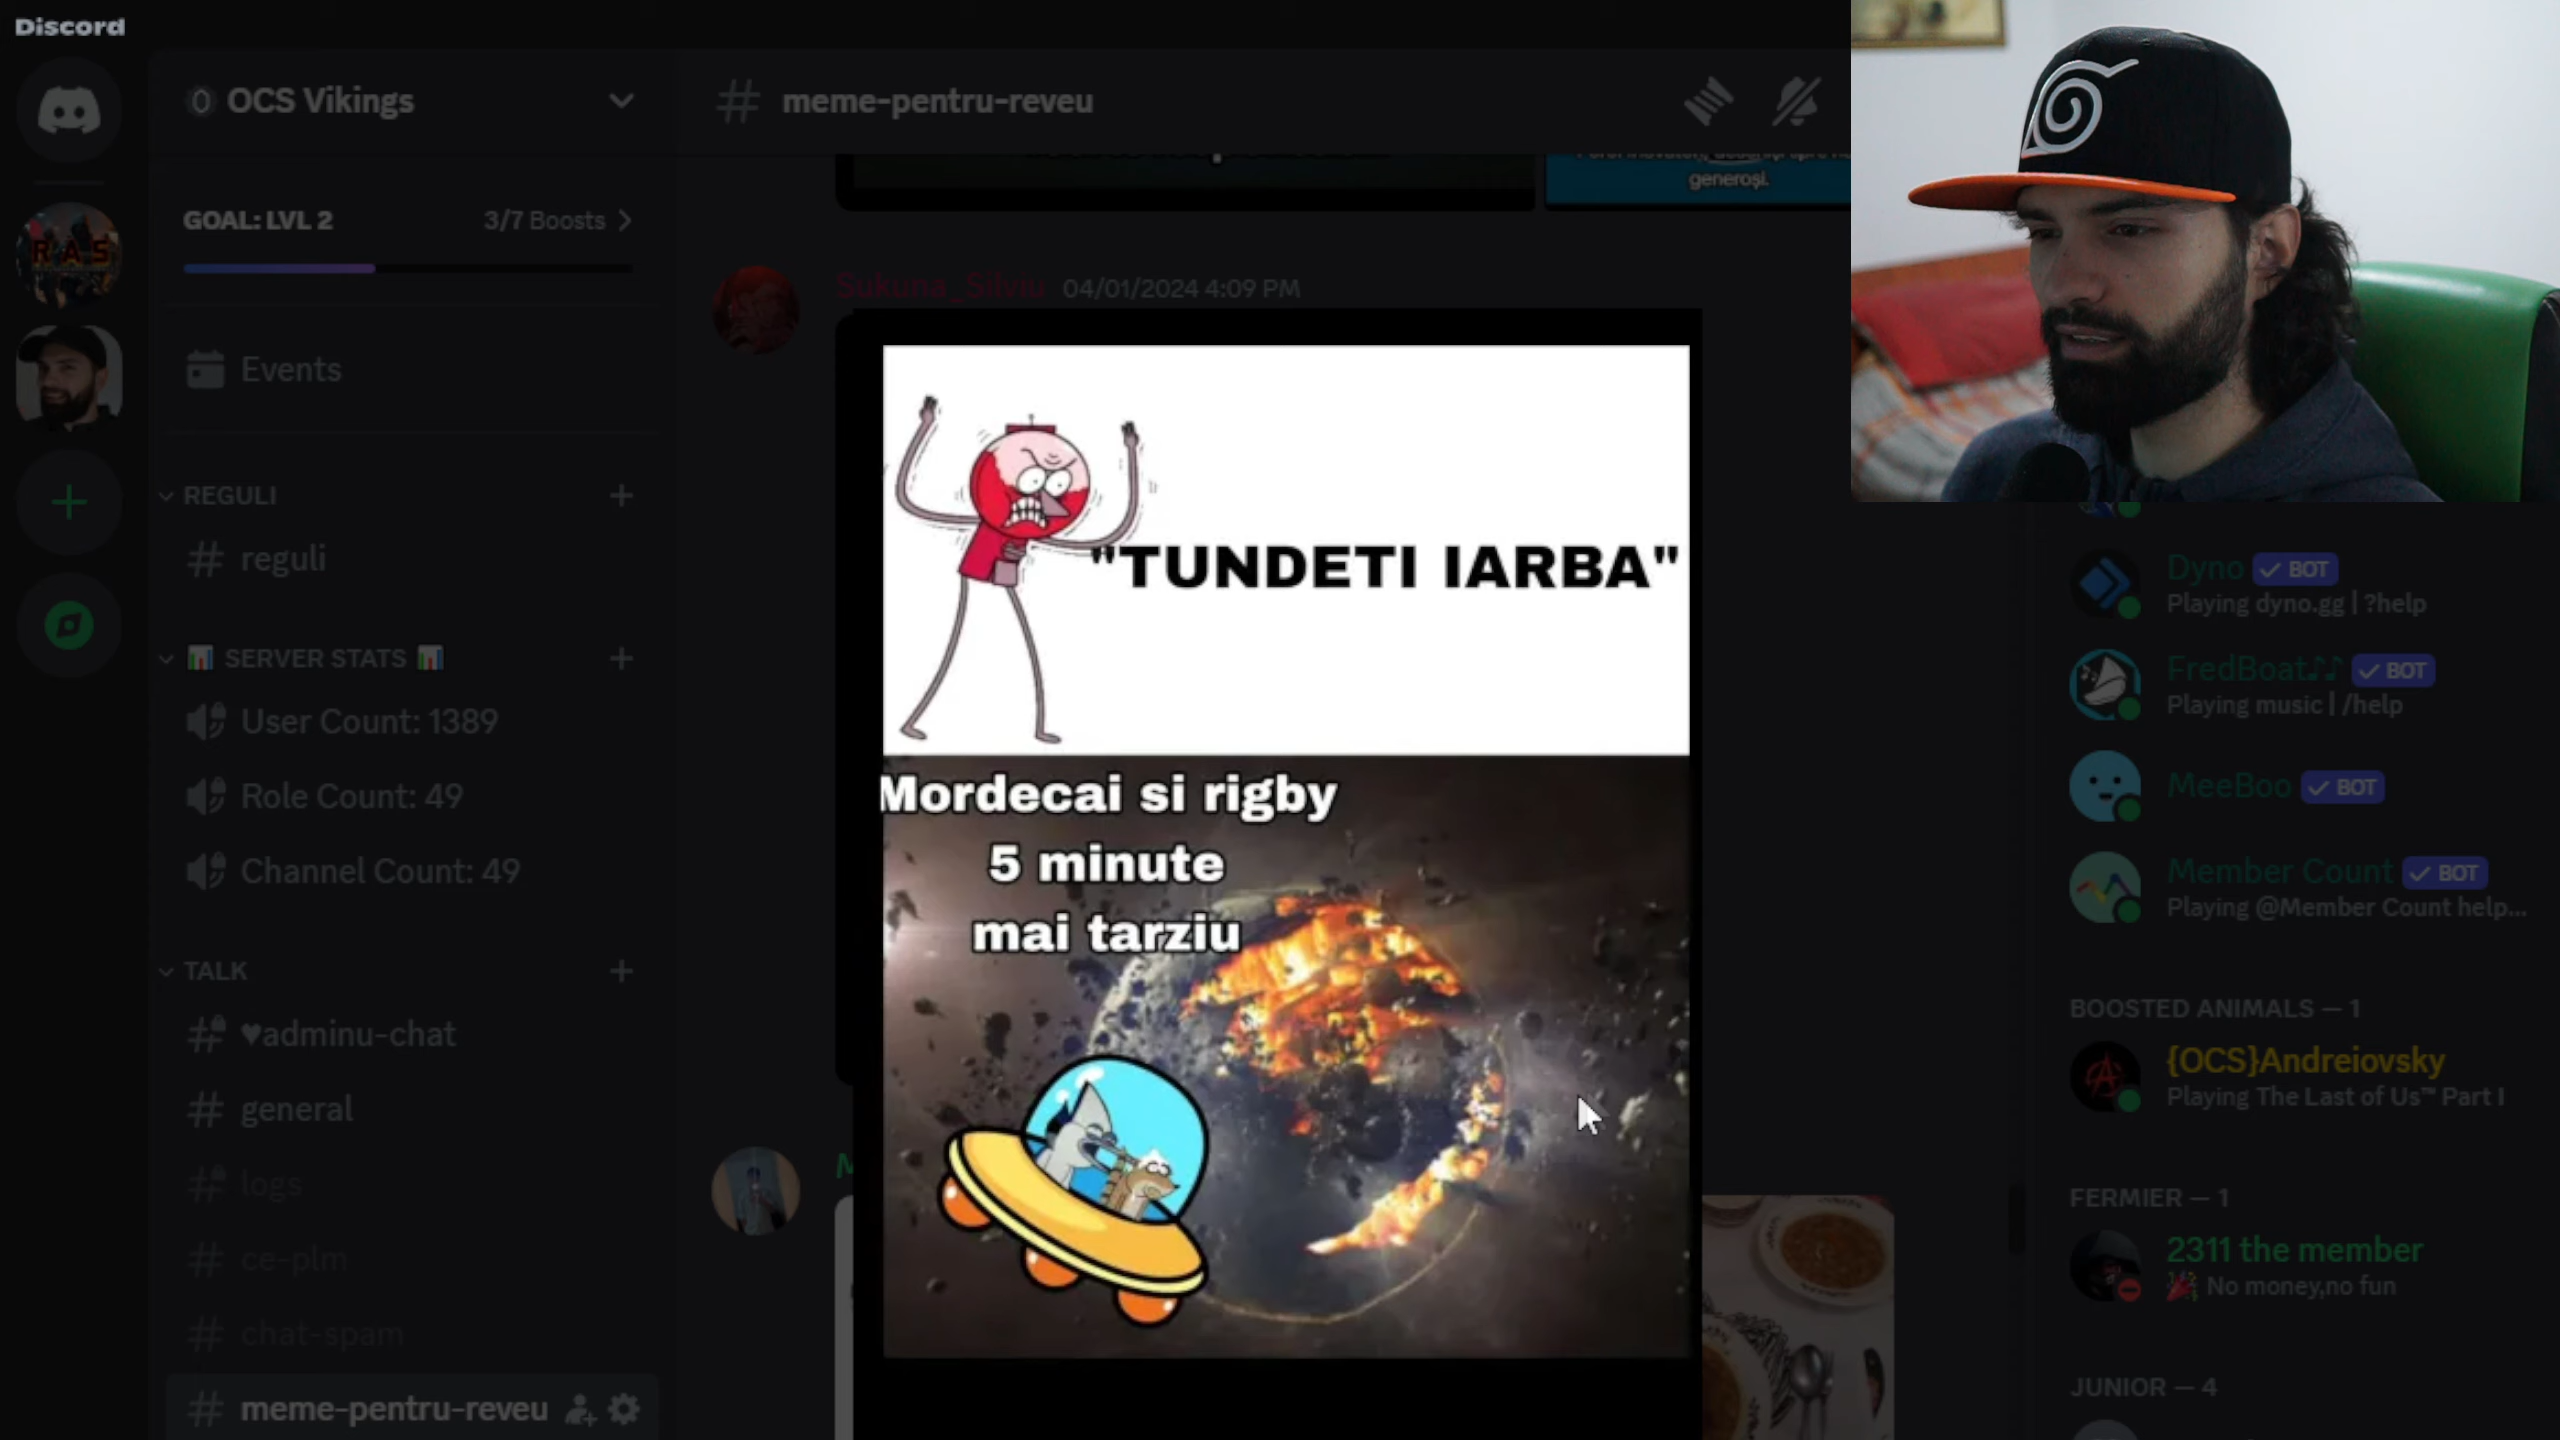 Discord
OCS Vikings
GOAL: LVL 2
3/7 Boosts
Events
REGULI
reguli
SERVER STATS
User Count: 1389
Role Count: 49
Channel Count: 49
TALK
♥adminu-chat
general
logs
ce-plm
chat-spam
meme-pentru-reveu
meme-pentru-reveu
generoși.
Sukuna_Silviu 04/01/2024 4:09 PM
"TUNDETI IARBA"
Mordecai si rigby
5 minute
mai tarziu
RAS
Dyno BOT
Playing dyno.gg | ?help
FredBoat♪♪ BOT
Playing music | /help
MeeBoo BOT
Member Count BOT
Playing @Member Count help...
BOOSTED ANIMALS — 1
{OCS}Andreiovsky
Playing The Last of Us™ Part I
FERMIER — 1
2311 the member
No money,no fun
JUNIOR — 4